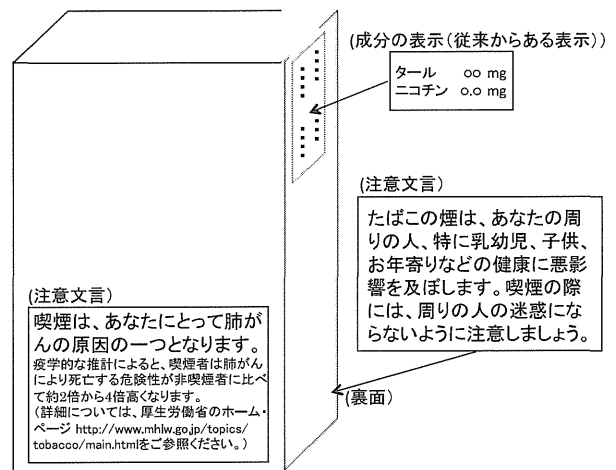 (成分の表示(従来からある表示))
タール　○○ mg
ニコチン　○.○ mg
(注意文言)
たばこの煙は、あなたの周
りの人、特に乳幼児、子供、
お年寄りなどの健康に悪影
響を及ぼします。喫煙の際
には、周りの人の迷惑にな
らないように注意しましょう。
(裏面)
(注意文言)
喫煙は、あなたにとって肺が
んの原因の一つとなります。
疫学的な推計によると、喫煙者は肺がん
により死亡する危険性が非喫煙者に比べ
て約2倍から4倍高くなります。
(詳細については、厚生労働省のホーム・
ページ http://www.mhlw.go.jp/topics/
tobacco/main.htmlをご参照ください。)